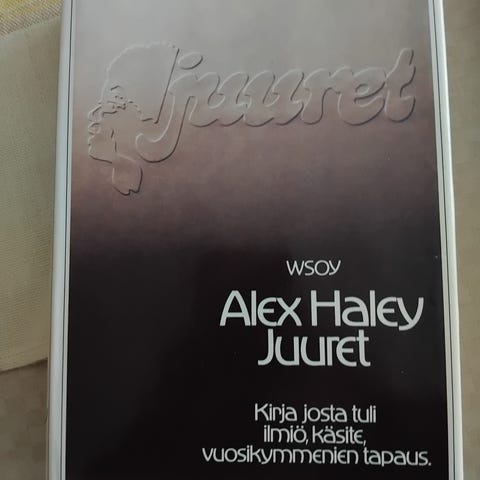 juuret
WSOY
Alex Haley
Juuret
Kirja josta tuli
ilmiö, käsite,
vuosikymmenien tapaus.